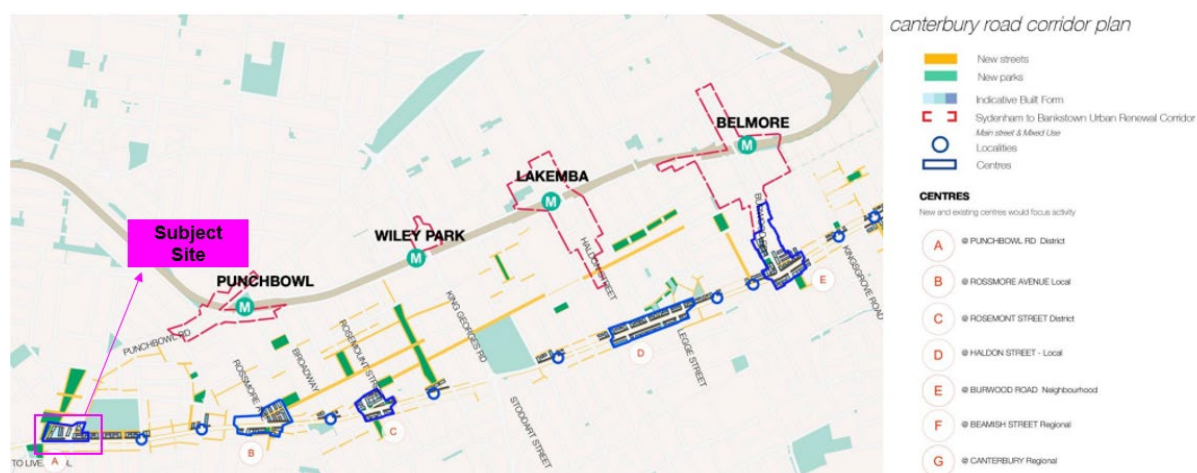 canterbury road corridor plan
New streets
New parks
Indicative Built Form
Sydenham to Bankstown Urban Renewal Corridor
Main street & Mixed Use
Localities
Centres
CENTRES
New and existing centres would focus activity
A @ PUNCHBOWL RD District
B @ ROSSMORE AVENUE Local
C @ ROSEMONT STREET District
D @ HALDON STREET - Local
E @ BURWOOD ROAD Neighbourhood
F @ BEAMISH STREET Regional
G @ CANTERBURY Regional
BELMORE
M
LAKEMBA
M
WILEY PARK
M
PUNCHBOWL
M
Subject
Site
PUNCHBOWL RD
ROSSMORE AVE
BROADWAY
ROSEMOUNT
KING GEORGES RD
STODDART STREET
HALDON STREET
LEGGE STREET
KINGSGROVE ROAD
A
B
C
D
E